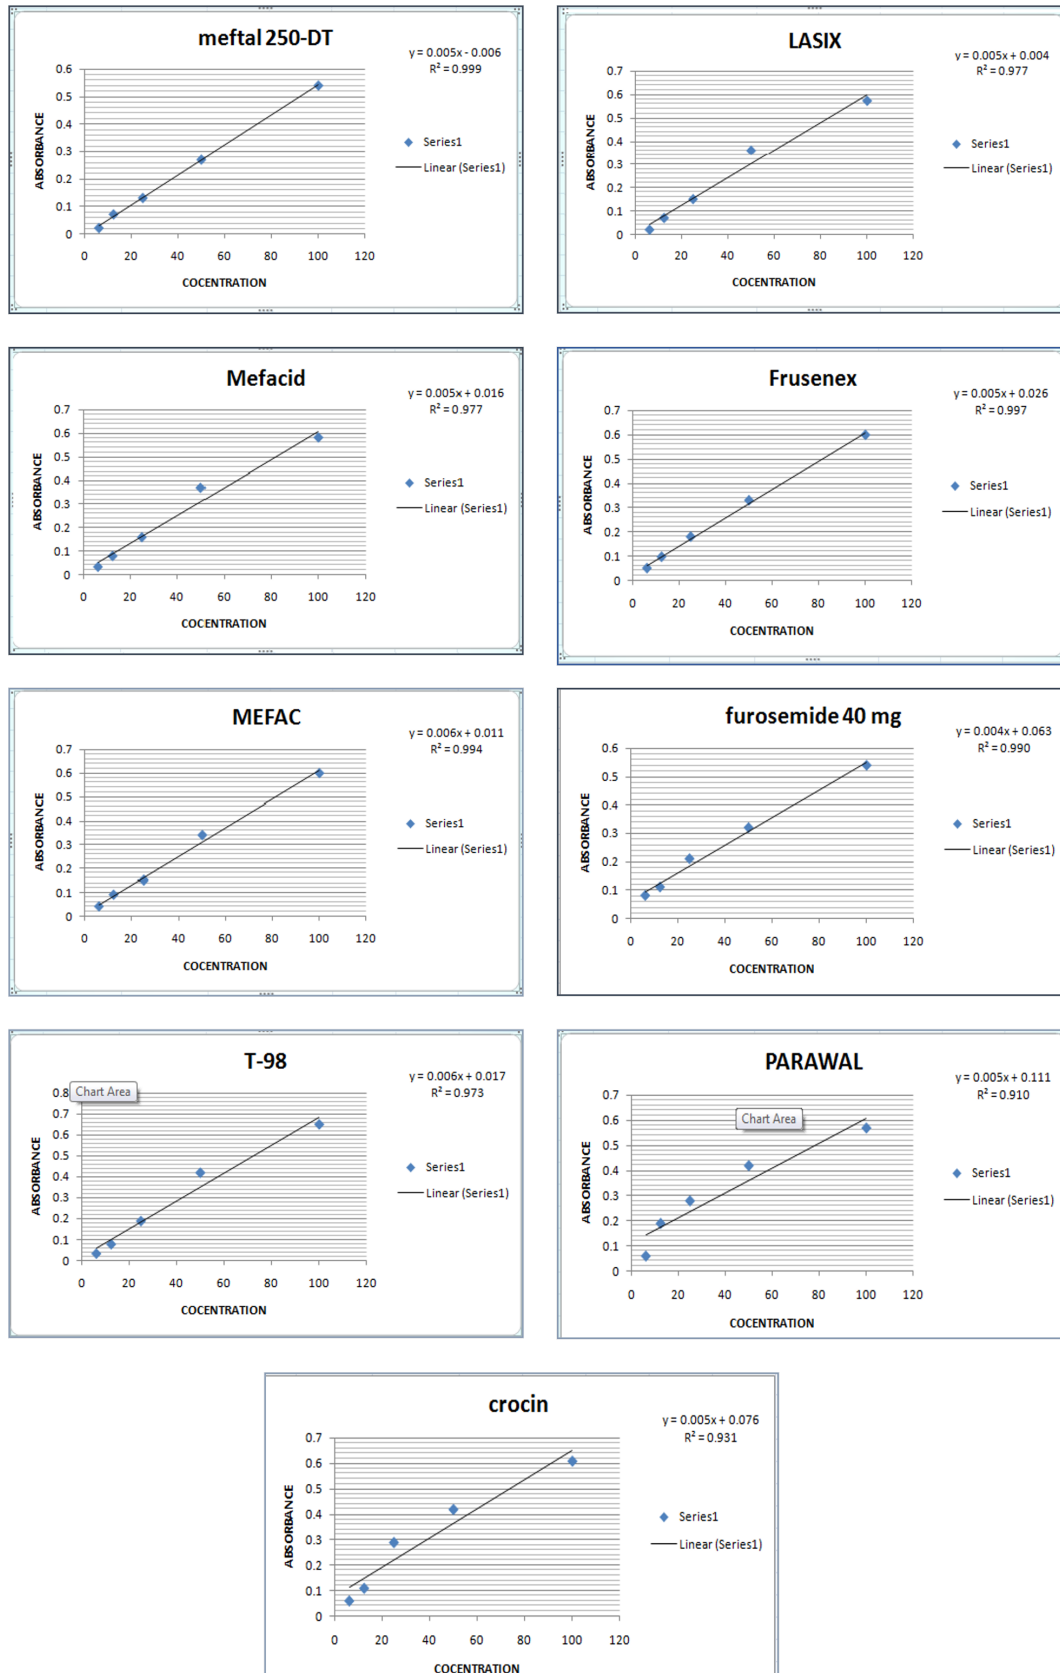 meftal 250-DT
y = 0.005x - 0.006
R² = 0.999
0.6
0.5
0.4
0.3
0.2
0.1
0
ABSORBANCE
0 20 40 60 80 100 120
COCENTRATION
Series1
Linear (Series1)
LASIX
y = 0.005x + 0.004
R² = 0.977
0.7
0.6
0.5
0.4
0.3
0.2
0.1
0
ABSORBANCE
0 20 40 60 80 100 120
COCENTRATION
Series1
Linear (Series1)
Mefacid
y = 0.005x + 0.016
R² = 0.977
0.7
0.6
0.5
0.4
0.3
0.2
0.1
0
ABSORBANCE
0 20 40 60 80 100 120
COCENTRATION
Series1
Linear (Series1)
Frusenex
y = 0.005x + 0.026
R² = 0.997
0.7
0.6
0.5
0.4
0.3
0.2
0.1
0
ABSORBANCE
0 20 40 60 80 100 120
COCENTRATION
Series1
Linear (Series1)
MEFAC
y = 0.006x + 0.011
R² = 0.994
0.7
0.6
0.5
0.4
0.3
0.2
0.1
0
ABSORBANCE
0 20 40 60 80 100 120
COCENTRATION
Series1
Linear (Series1)
furosemide 40 mg
y = 0.004x + 0.063
R² = 0.990
0.6
0.5
0.4
0.3
0.2
0.1
0
ABSORBANCE
0 20 40 60 80 100 120
COCENTRATION
Series1
Linear (Series1)
T-98
y = 0.006x + 0.017
R² = 0.973
Chart Area
0.8
0.7
0.6
0.5
0.4
0.3
0.2
0.1
0
ABSORBANCE
0 20 40 60 80 100 120
COCENTRATION
Series1
Linear (Series1)
PARAWAL
y = 0.005x + 0.111
R² = 0.910
Chart Area
0.7
0.6
0.5
0.4
0.3
0.2
0.1
0
ABSORBANCE
0 20 40 60 80 100 120
COCENTRATION
Series1
Linear (Series1)
crocin
y = 0.005x + 0.076
R² = 0.931
0.7
0.6
0.5
0.4
0.3
0.2
0.1
0
ABSORBANCE
0 20 40 60 80 100 120
COCENTRATION
Series1
Linear (Series1)